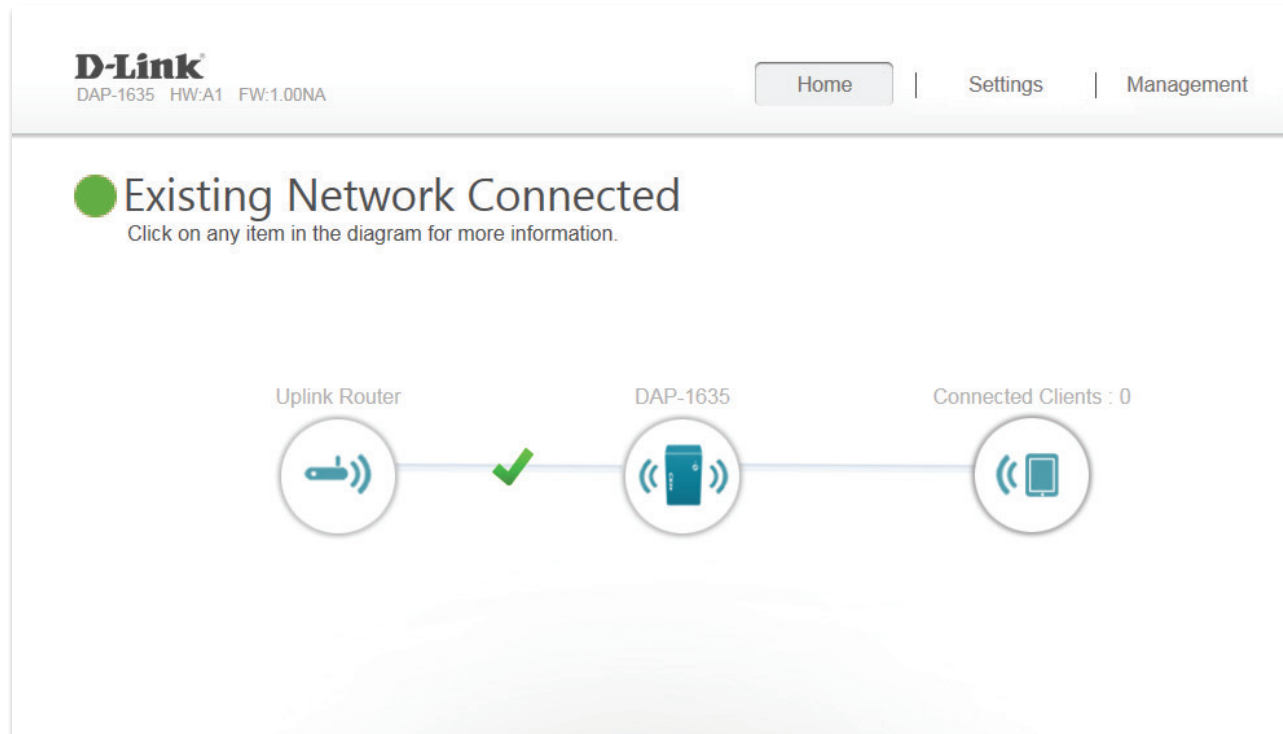 D-Link
DAP-1635 HW:A1 FW:1.00NA
Home | Settings | Management
Existing Network Connected
Click on any item in the diagram for more information.
Uplink Router
DAP-1635
Connected Clients : 0